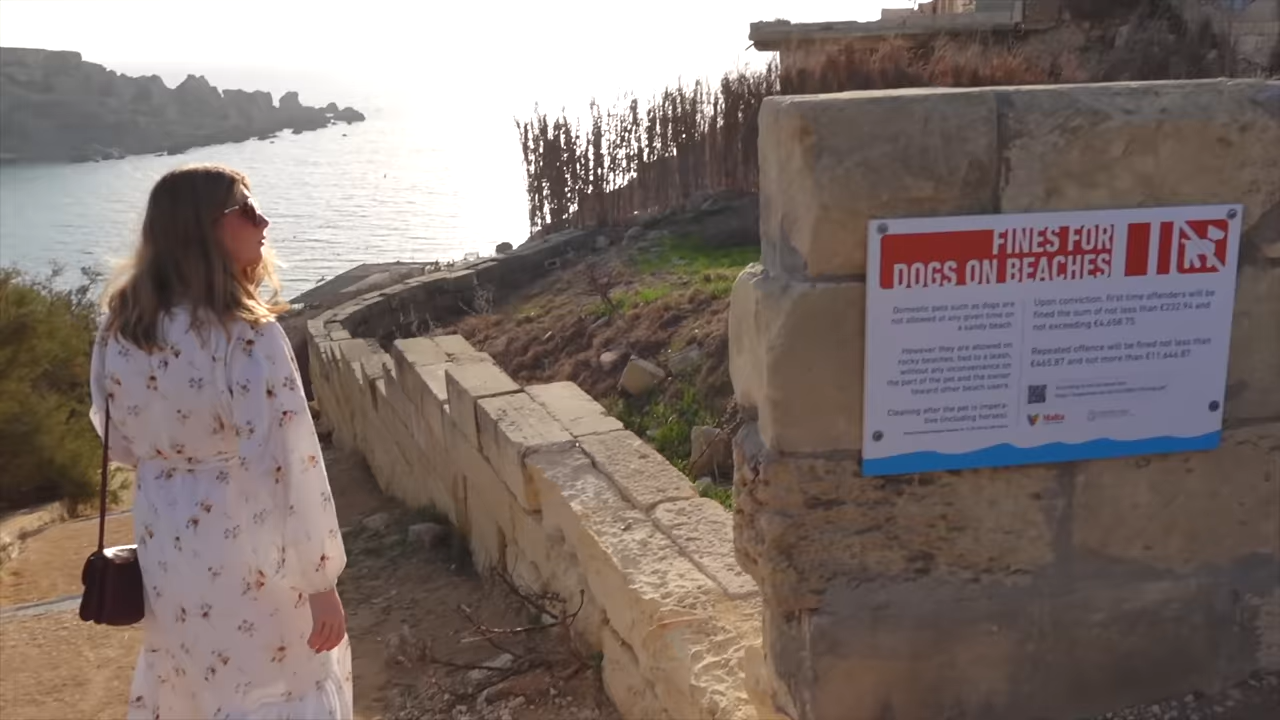 FINES FOR
DOGS ON BEACHES
Domestic pets such as dogs are
not allowed at any given time on
a sandy beach
However they are allowed on
rocky beaches, tied to a leash,
without any inconvenience on
the part of the pet and the owner
toward other beach users.
Cleaning after the pet is impera-
tive (including horses).
Upon conviction, first time offenders will be
fined the sum of not less than €232.94 and
not exceeding €4,658.75
Repeated offence will be fined not less than
€465.87 and not more than €11,646.87
Malta